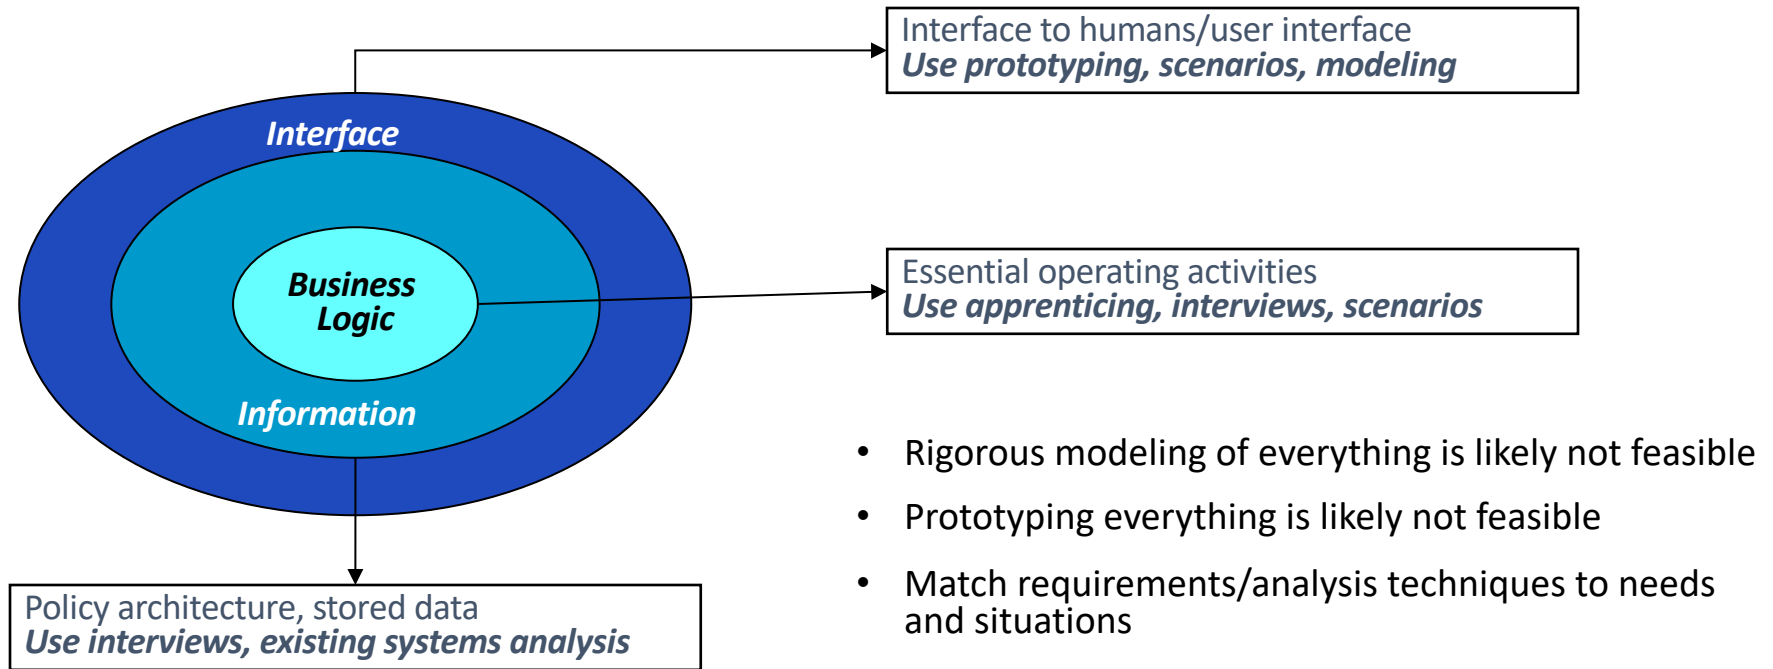 Interface to humans/user interface
Use prototyping, scenarios, modeling
Interface
Business
Logic
Information
Essential operating activities
Use apprenticing, interviews, scenarios
Policy architecture, stored data
Use interviews, existing systems analysis
• Rigorous modeling of everything is likely not feasible
• Prototyping everything is likely not feasible
• Match requirements/analysis techniques to needs
and situations